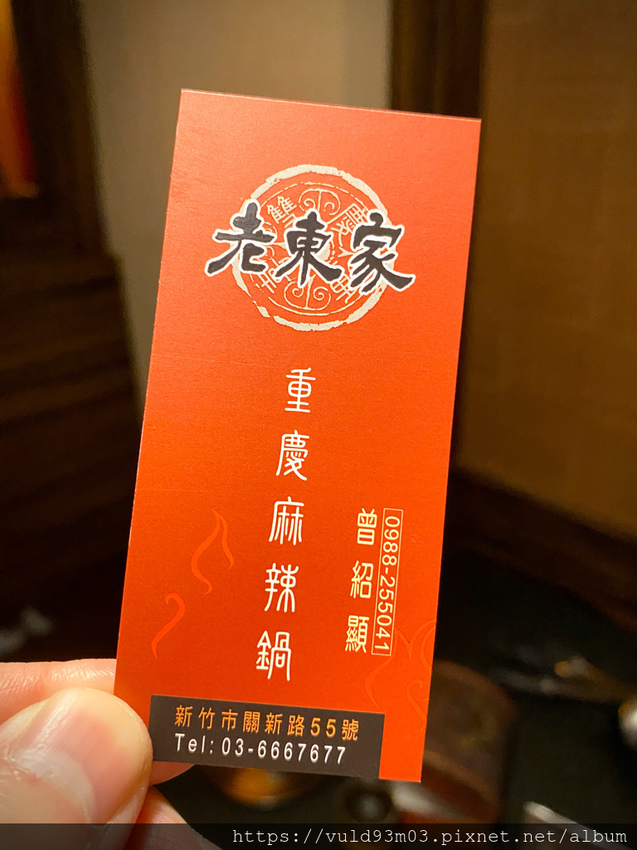 老東家
重慶麻辣鍋
曾紹顯
0988-255041
新竹市關新路55號
Tel:03-6667677
https://vuld93m03.pixnet.net/album